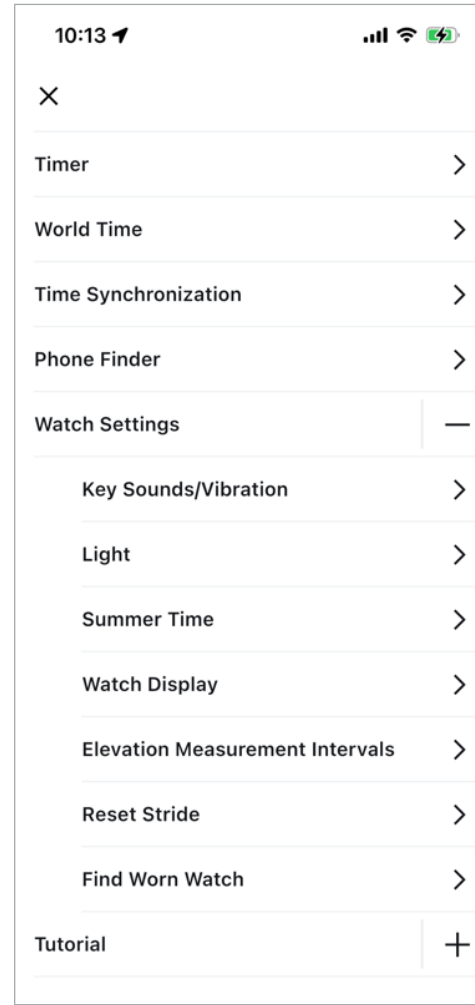 10:13
Timer
World Time
Time Synchronization
Phone Finder
Watch Settings
Key Sounds/Vibration
Light
Summer Time
Watch Display
Elevation Measurement Intervals
Reset Stride
Find Worn Watch
Tutorial